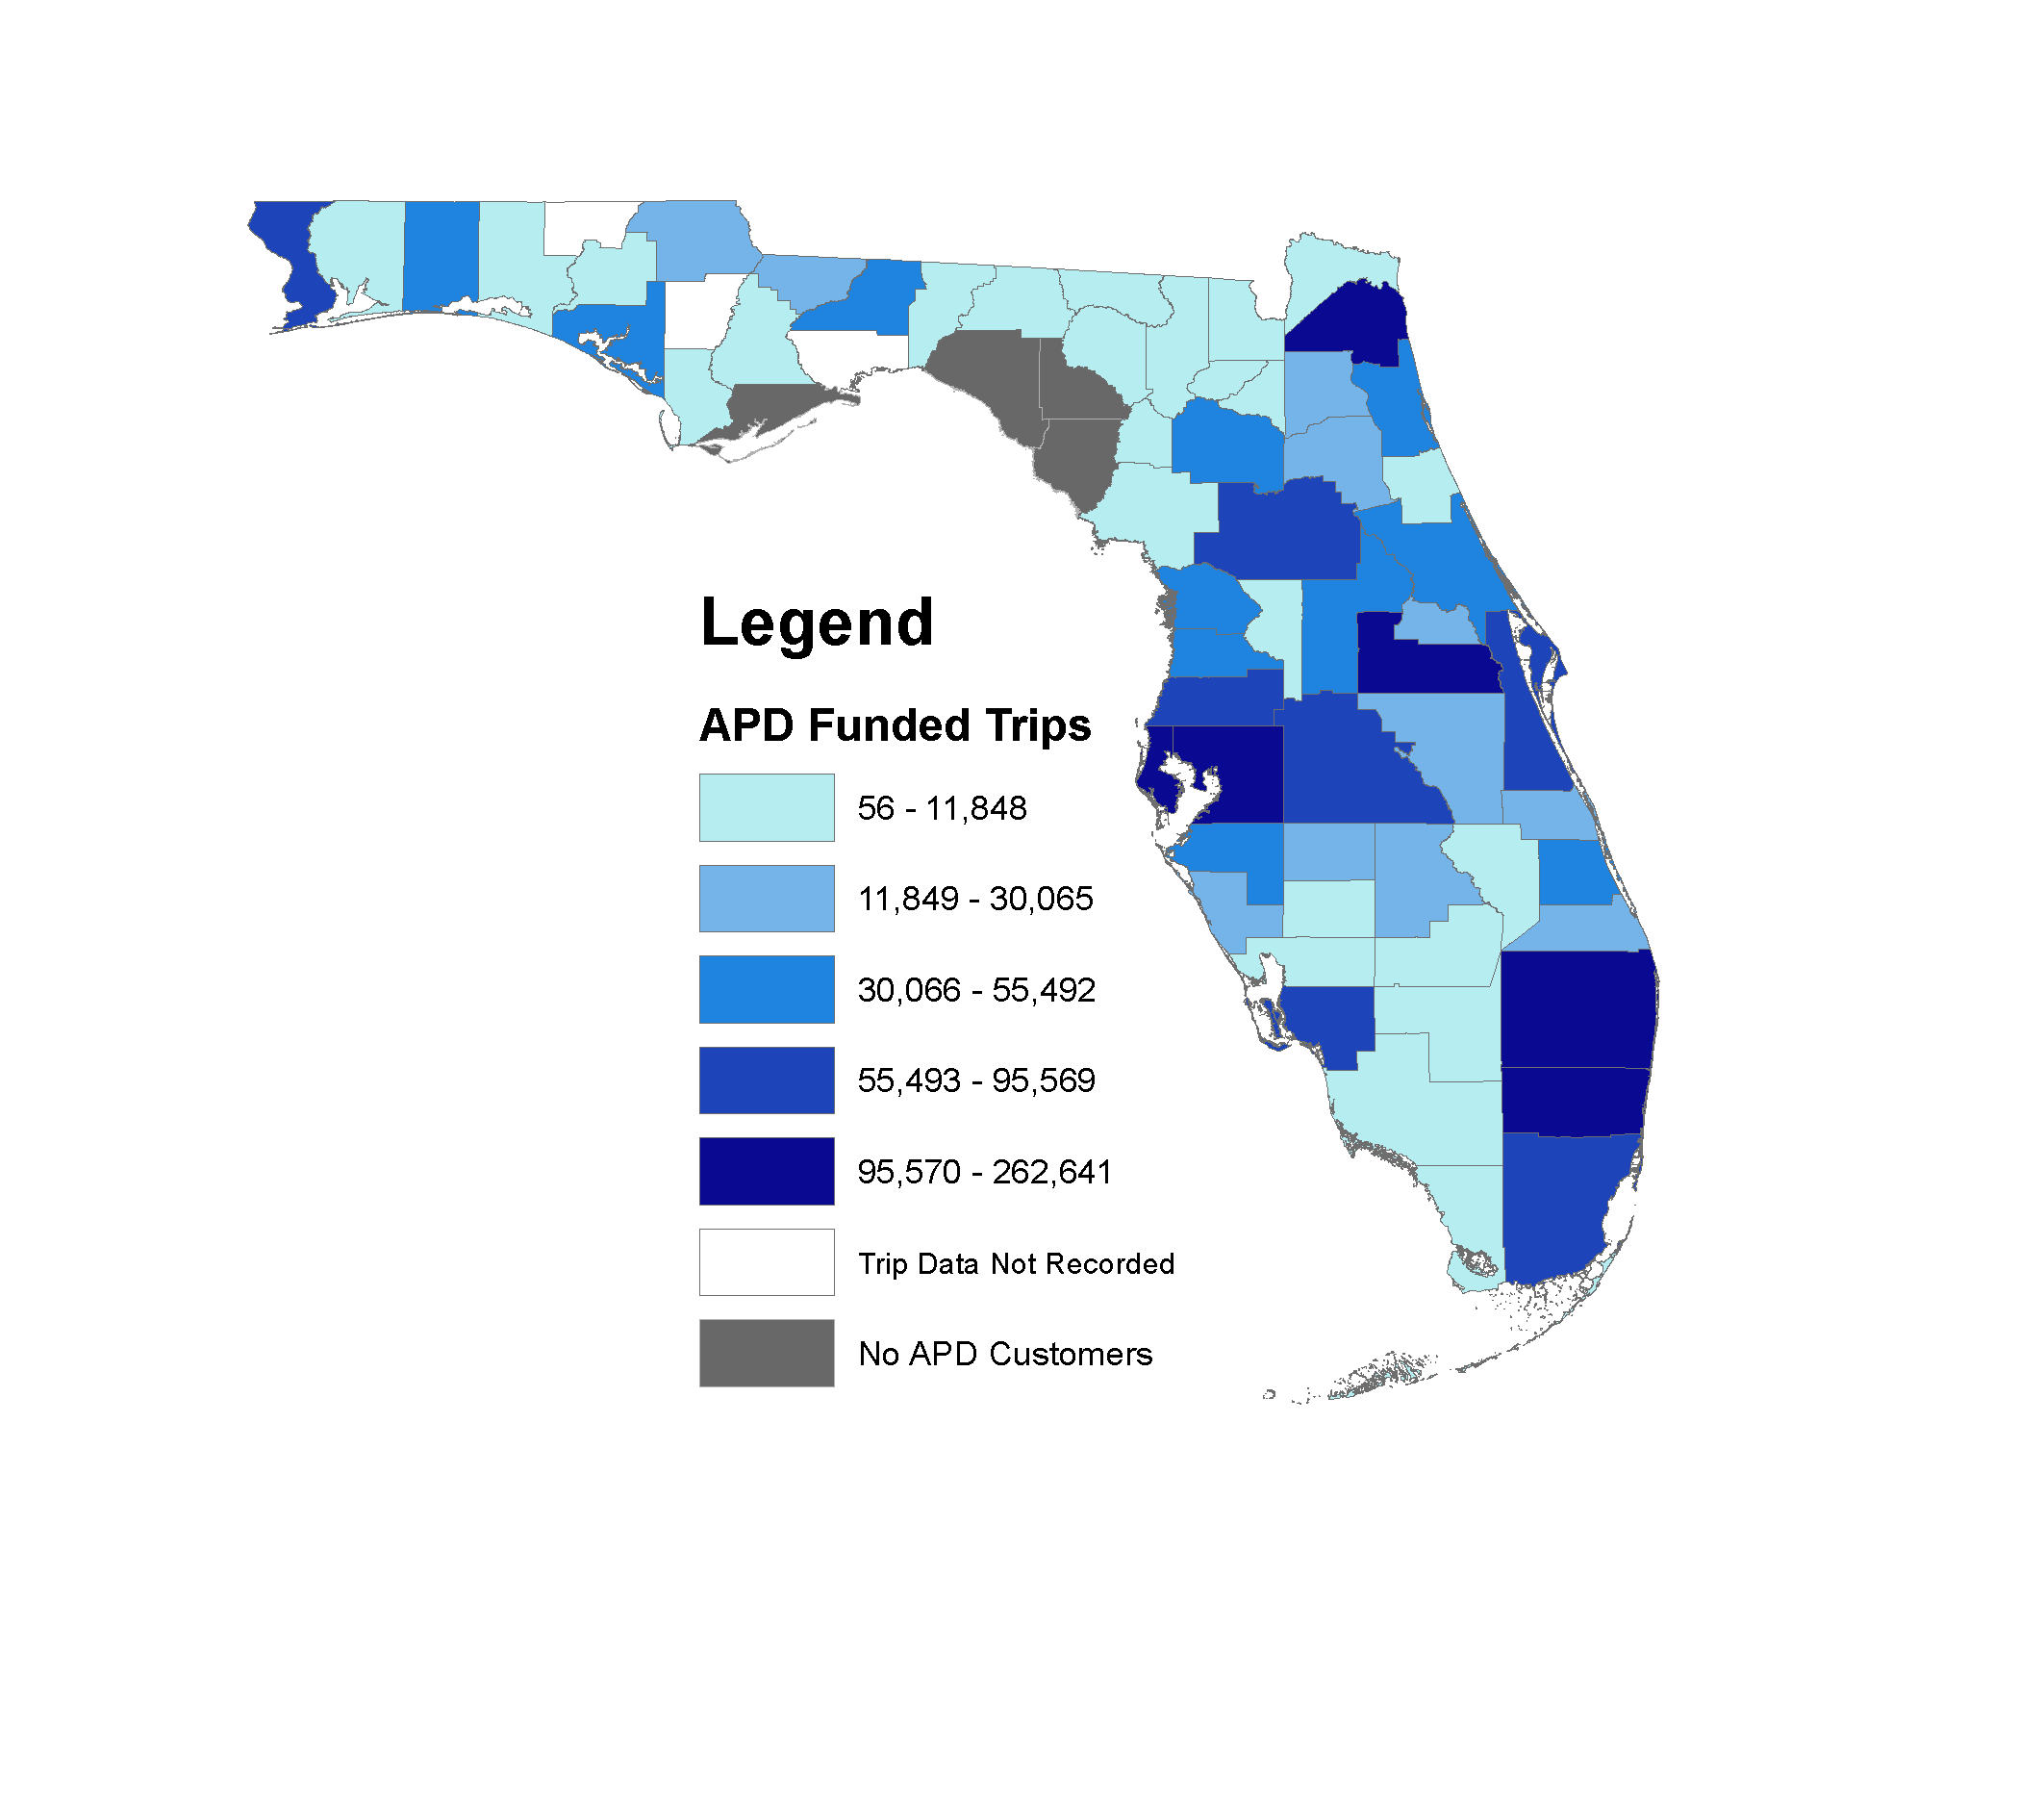 Legend
APD Funded Trips
56 - 11,848
11,849 - 30,065
30,066 - 55,492
55,493 - 95,569
95,570 - 262,641
Trip Data Not Recorded
No APD Customers